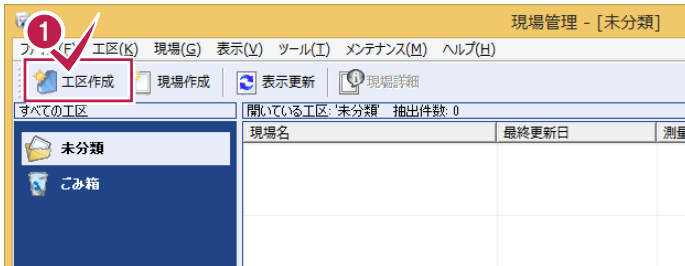 現場管理 - [未分類]
1
工区(K) 現場(G) 表示(V) ツール(T) メンテナンス(M) ヘルプ(H)
工区作成 現場作成 表示更新 現場詳細
すべての工区 開いている工区: '未分類' 抽出件数: 0
現場名 最終更新日 測量
未分類
ごみ箱